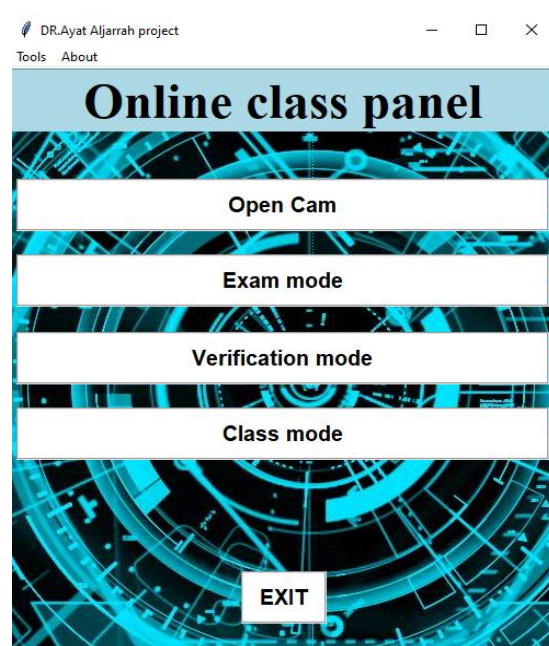 DR.Ayat Aljarrah project
Tools About
Online class panel
Open Cam
Exam mode
Verification mode
Class mode
EXIT